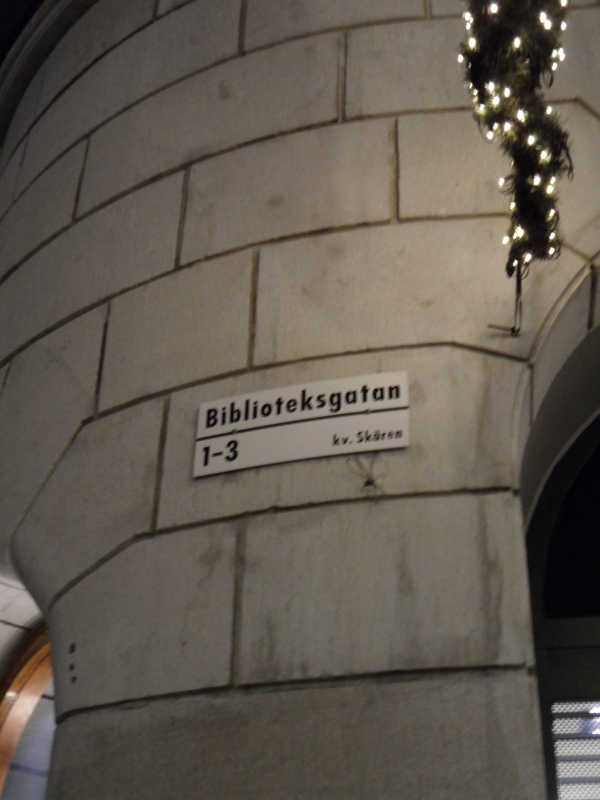 Biblioteksgatan
1-3
kv. Skären